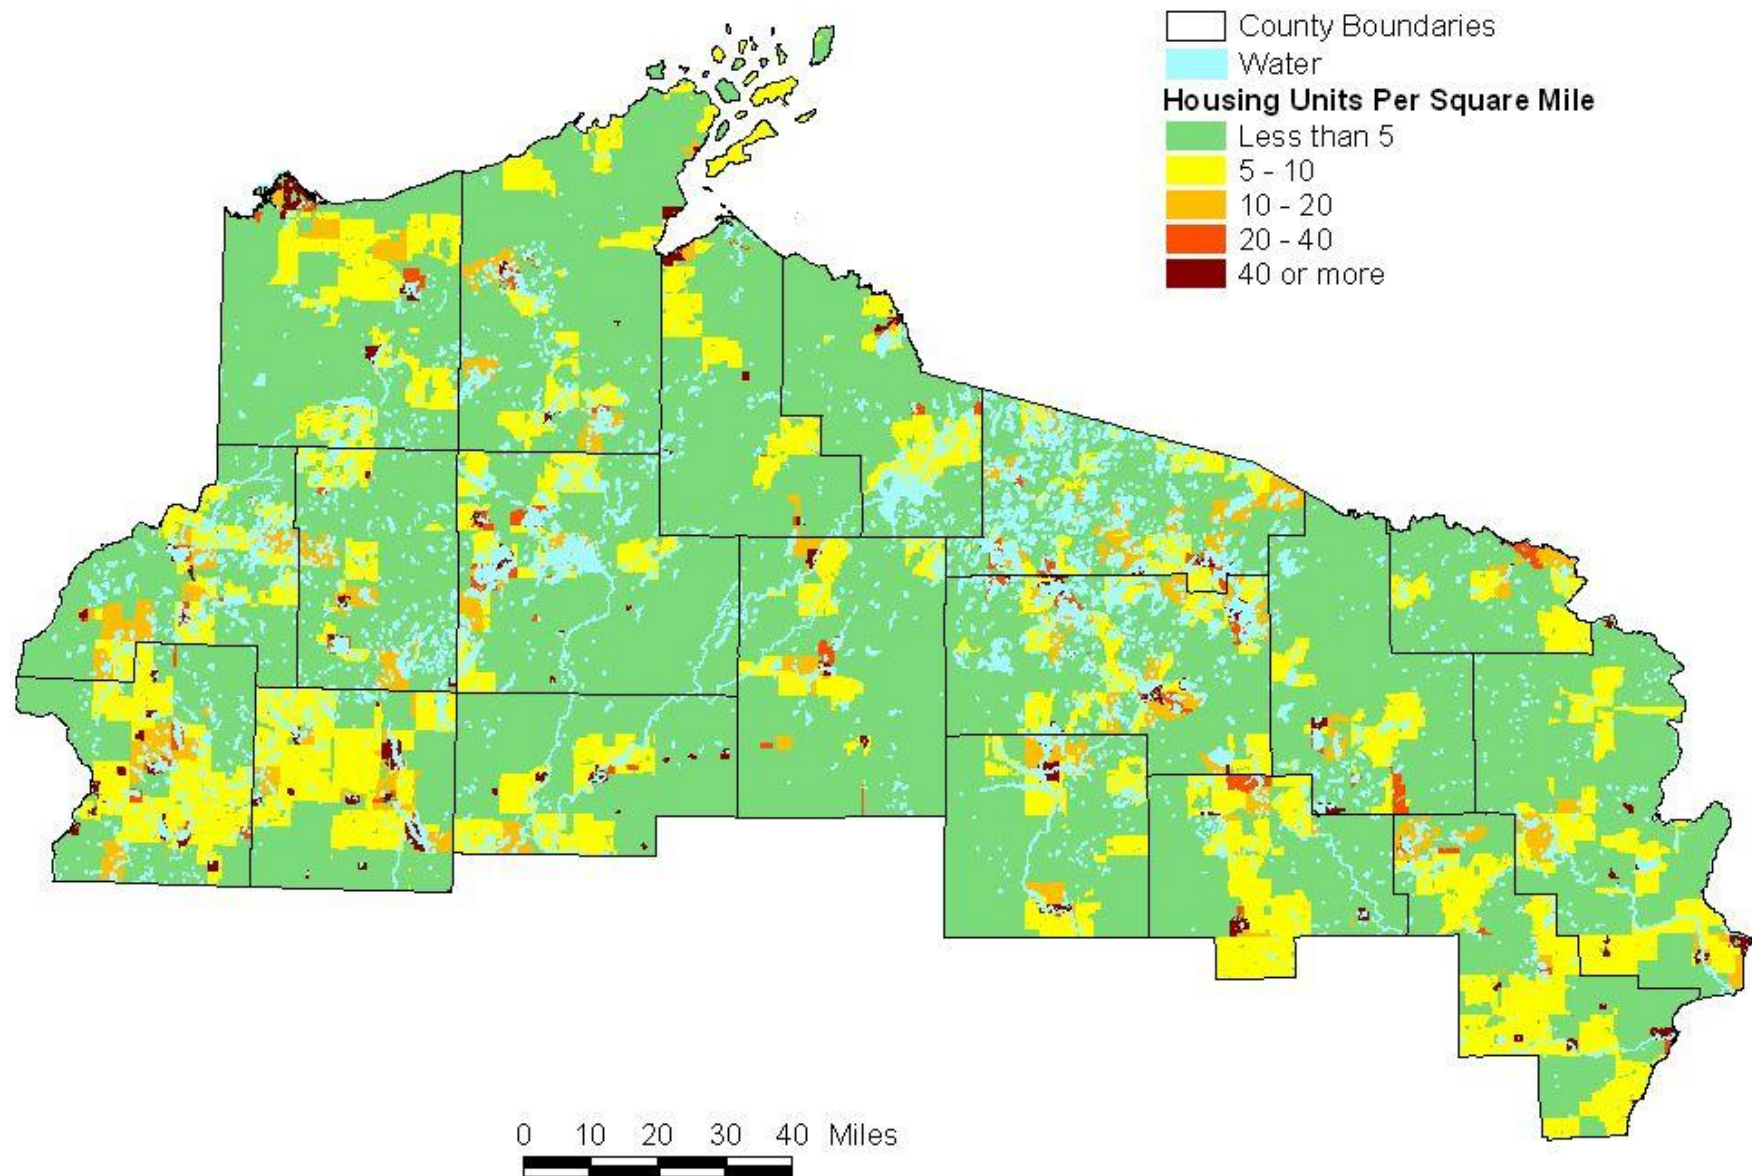 County Boundaries
Water
Housing Units Per Square Mile
Less than 5
5 - 10
10 - 20
20 - 40
40 or more
0 10 20 30 40 Miles